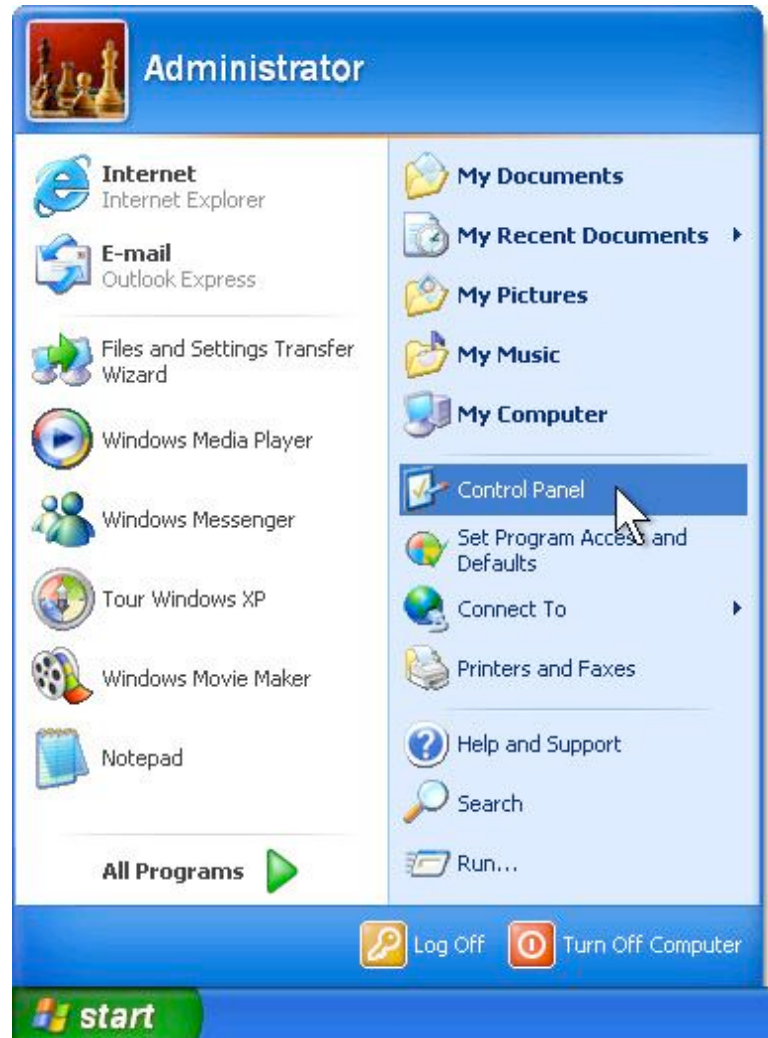 Administrator
Internet
Internet Explorer
E-mail
Outlook Express
Files and Settings Transfer
Wizard
Windows Media Player
Windows Messenger
Tour Windows XP
Windows Movie Maker
Notepad
All Programs
My Documents
My Recent Documents
My Pictures
My Music
My Computer
Control Panel
Set Program Access and
Defaults
Connect To
Printers and Faxes
Help and Support
Search
Run...
Log Off
Turn Off Computer
start